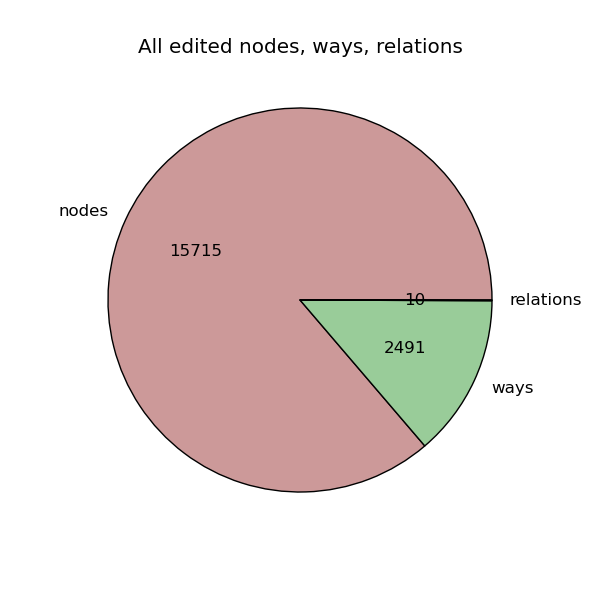 All edited nodes, ways, relations
nodes
15715
10
relations
2491
ways